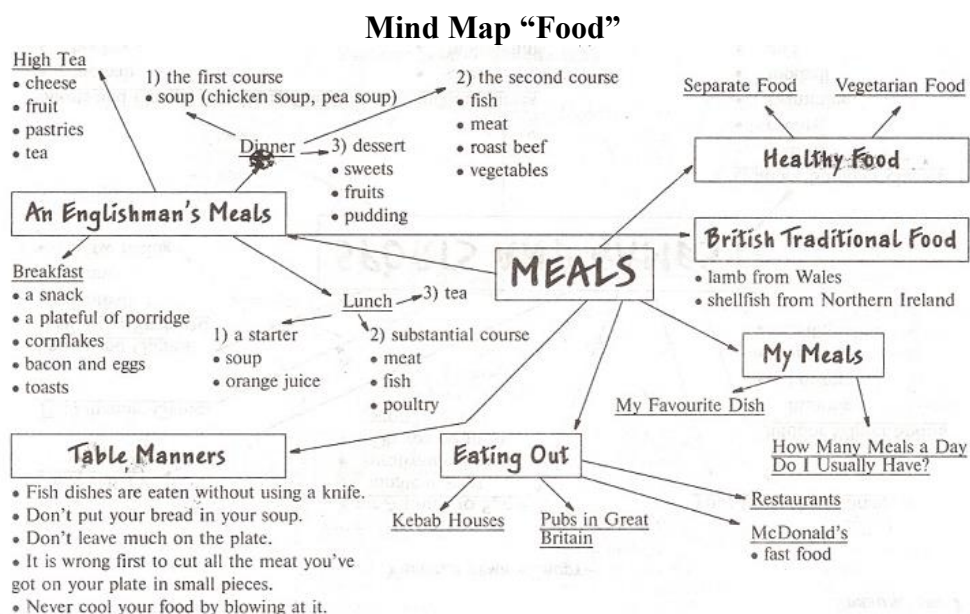 Mind Map “Food”
High Tea
• cheese
• fruit
• pastries
• tea
1) the first course
• soup (chicken soup, pea soup)
2) the second course
• fish
• meat
• roast beef
• vegetables
Dinner
3) dessert
• sweets
• fruits
• pudding
Separate Food
Vegetarian Food
Healthy Food
An Englishman's Meals
British Traditional Food
• lamb from Wales
• shellfish from Northern Ireland
MEALS
Breakfast
• a snack
• a plateful of porridge
• cornflakes
• bacon and eggs
• toasts
Lunch
3) tea
1) a starter
• soup
• orange juice
2) substantial course
• meat
• fish
• poultry
My Meals
My Favourite Dish
How Many Meals a Day
Do I Usually Have?
Table Manners
• Fish dishes are eaten without using a knife.
• Don't put your bread in your soup.
• Don't leave much on the plate.
• It is wrong first to cut all the meat you've
got on your plate in small pieces.
• Never cool your food by blowing at it.
Eating Out
Kebab Houses
Pubs in Great
Britain
Restaurants
McDonald's
• fast food